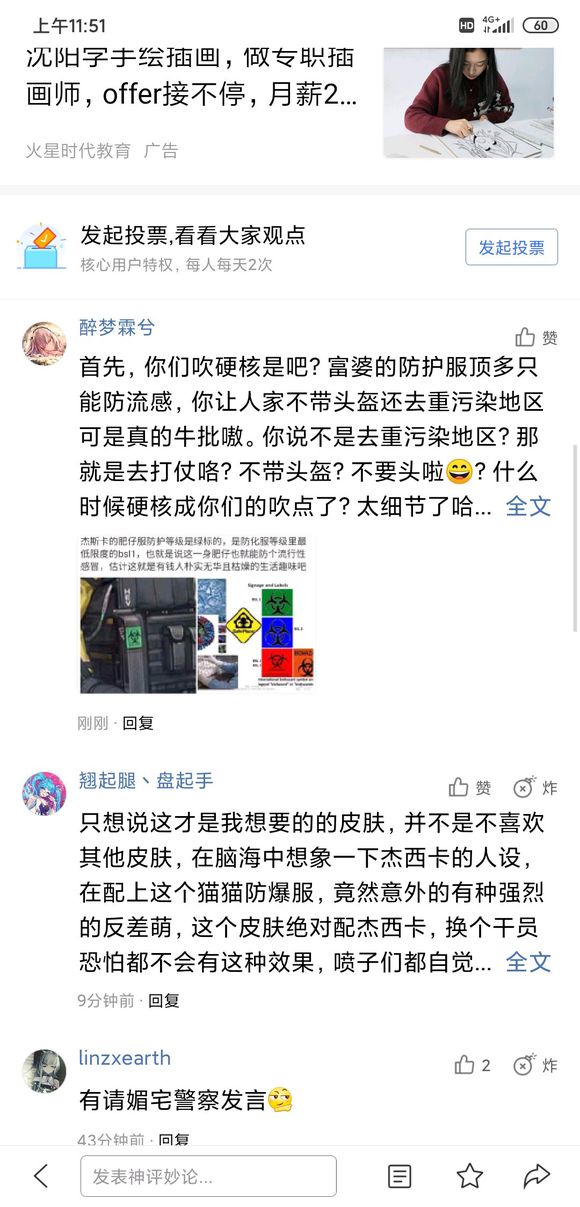 上午11:51
HD 4G+ 60
沈阳学手绘插画，做专职插
画师，offer接不停，月薪2...
火星时代教育 广告
发起投票,看看大家观点
核心用户特权，每人每天2次
发起投票
醉梦霖兮
赞
首先，你们吹硬核是吧？富婆的防护服顶多只
能防流感，你让人家不带头盔还去重污染地区
可是真的牛批嗷。你说不是去重污染地区？那
就是去打仗咯？不带头盔？不要头啦😄？什么
时候硬核成你们的吹点了？太细节了哈... 全文
杰斯卡的肥仔服防护等级是绿标的，是防化服等级里最
低限度的bsl1，也就是说这一身肥仔也就能防个流行性
感冒，估计这就是有钱人朴实无华且枯燥的生活趣味吧
HEV
Signage and Labels
BIOHAZ
刚刚 · 回复
翘起腿丶盘起手
赞 炸
只想说这才是我想要的的皮肤，并不是不喜欢
其他皮肤，在脑海中想象一下杰西卡的人设，
在配上这个猫猫防爆服，竟然意外的有种强烈
的反差萌，这个皮肤绝对配杰西卡，换个干员
恐怕都不会有这种效果，喷子们都自觉... 全文
9分钟前 · 回复
linzxearth
2 炸
有请媚宅警察发言🤔
43分钟前 · 回复
发表神评妙论...